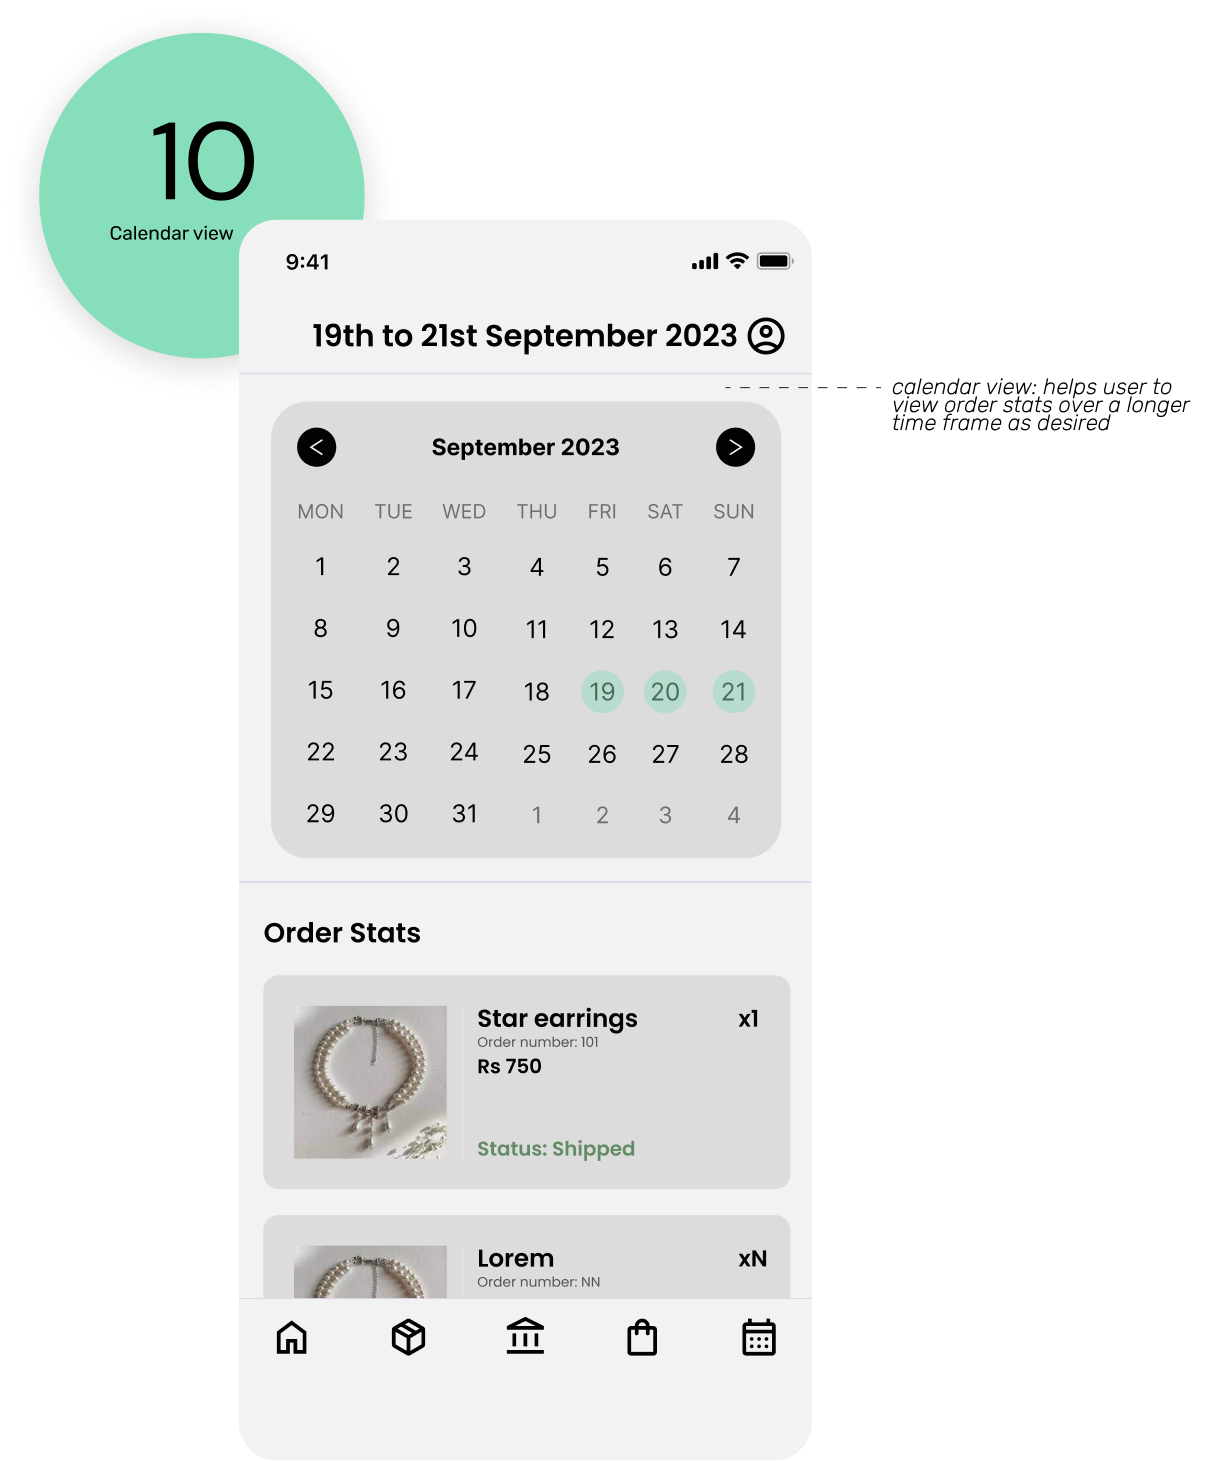 10
Calendar view
9:41
19th to 21st September 2023
calendar view: helps user to
view order stats over a longer
time frame as desired
< September 2023 >
MON TUE WED THU FRI SAT SUN
1 2 3 4 5 6 7
8 9 10 11 12 13 14
15 16 17 18 19 20 21
22 23 24 25 26 27 28
29 30 31 1 2 3 4
Order Stats
Star earrings x1
Order number: 101
Rs 750
Status: Shipped
Lorem xN
Order number: NN